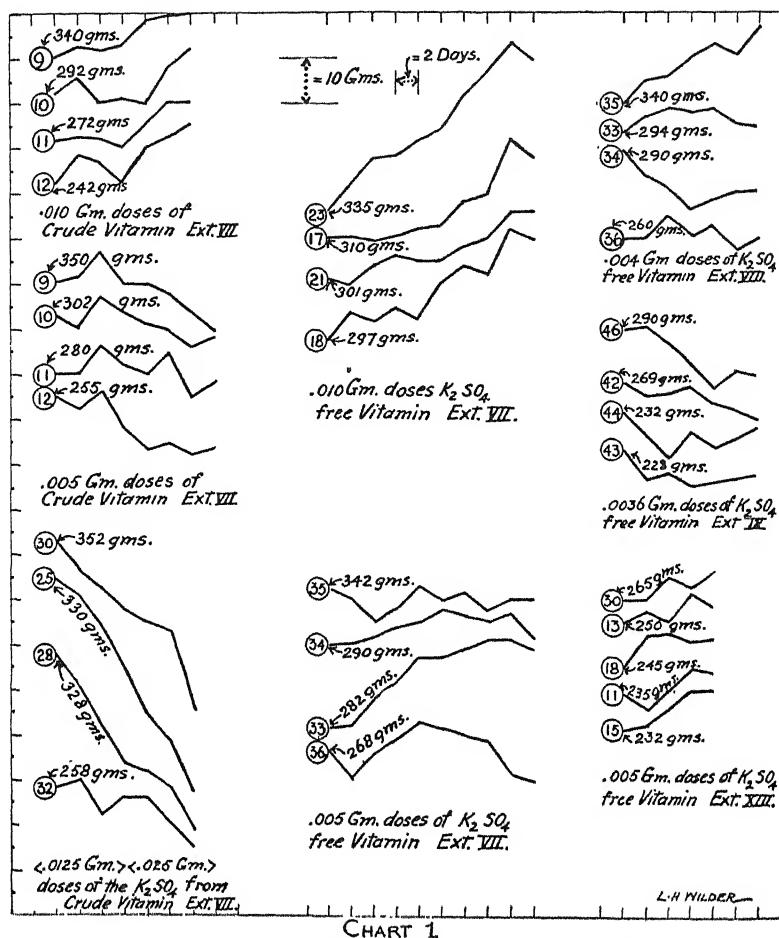 9 340 gms.
10 292 gms.
11 272 gms
12 242 gms
.010 Gm. doses of
Crude Vitamin Ext. VII
9 350 gms.
10 302 gms.
11 280 gms.
12 255 gms.
.005 Gm. doses of
Crude Vitamin Ext. VII.
30 352 gms.
25 330 gms.
28 328 gms.
32 258 gms.
<.0125 Gm.> <.025 Gm.>
doses of the K2SO4 from
Crude Vitamin Ext. VII.
= 10 Gms.
= 2 Days.
23 335 gms.
17 310 gms.
21 301 gms
18 297 gms.
.010 Gm. doses K2 SO4
free Vitamin Ext. VII.
35 342 gms.
34 290 gms.
33 282 gms.
36 268 gms.
.005 Gm. doses of K2 SO4
free Vitamin Ext. VII.
35 340 gms.
33 294 gms
34 290 gms.
36 260 gms.
.004 Gm doses of K2SO4
free Vitamin Ext. VIII.
46 290 gms.
42 269 gms.
44 232 gms.
43 228 gms.
.0036 Gm. doses of K2SO4
free Vitamin Ext IX
30 265 gms.
13 250 gms.
18 245 gms.
11 235 gms.
15 232 gms.
.005 Gm. doses of K2SO4
free Vitamin Ext. XIII.
L·H WILDER
CHART 1